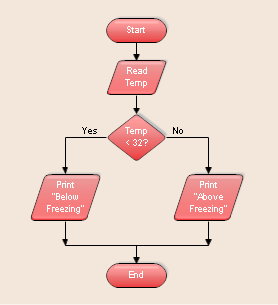 Start
Read
Temp
Yes
Temp
< 32?
No
Print
"Below
Freezing"
Print
"Above
Freezing"
End